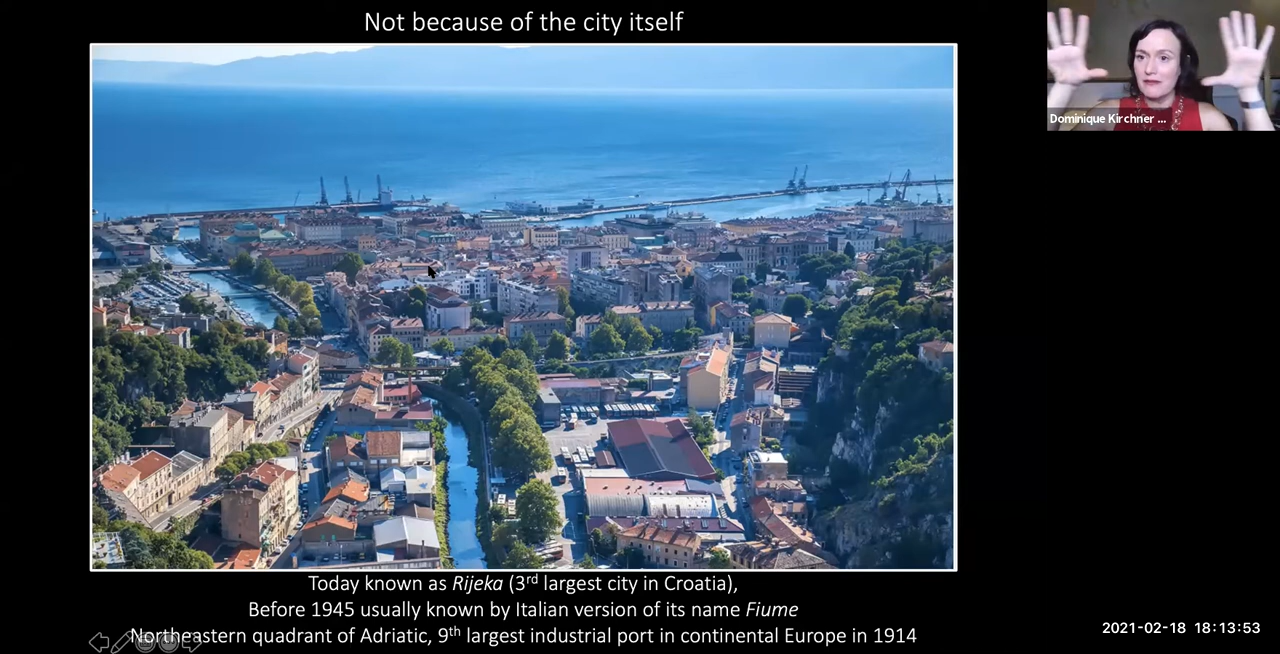 Not because of the city itself
Dominique Kirchner ...
Today known as Rijeka (3rd largest city in Croatia),
Before 1945 usually known by Italian version of its name Fiume
Northeastern quadrant of Adriatic, 9th largest industrial port in continental Europe in 1914
2021-02-18 18:13:53